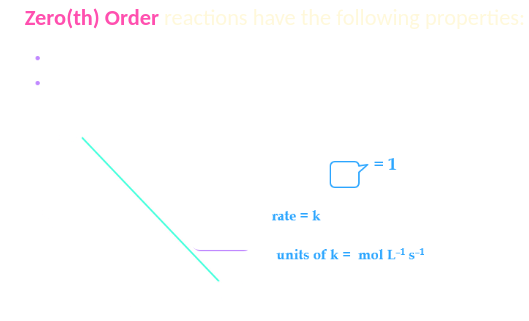 Zero(th) Order reactions have the following properties:
= 1
rate = k
units of k = mol L⁻¹ s⁻¹